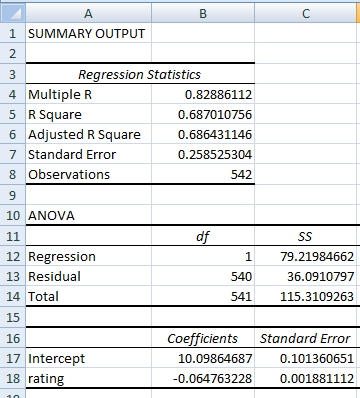 A B C
1 SUMMARY OUTPUT
2
3 Regression Statistics
4 Multiple R 0.82886112
5 R Square 0.687010756
6 Adjusted R Square 0.686431146
7 Standard Error 0.258525304
8 Observations 542
9
10 ANOVA
11 df SS
12 Regression 1 79.21984662
13 Residual 540 36.0910797
14 Total 541 115.3109263
15
16 Coefficients Standard Error
17 Intercept 10.09864687 0.101360651
18 rating -0.064763228 0.001881112